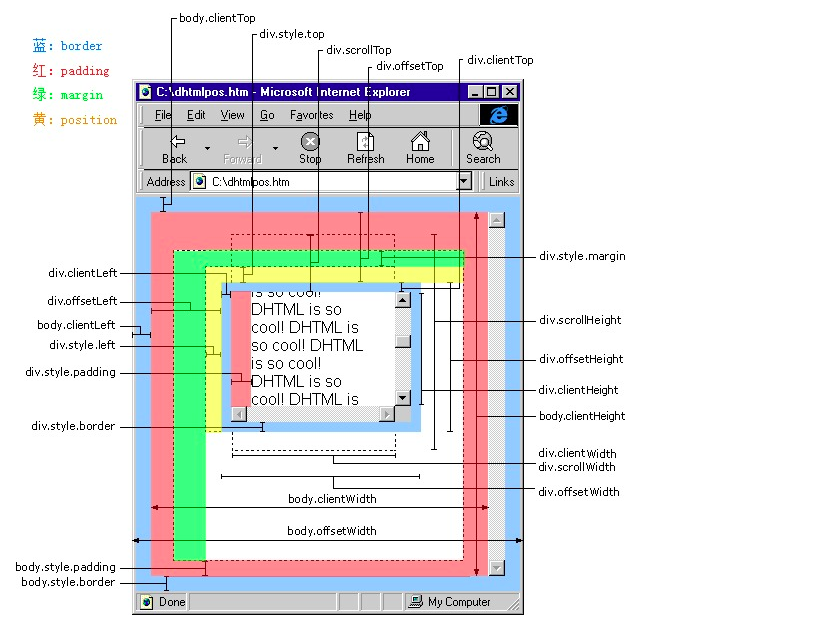 body.clientTop
div.style.top
div.scrollTop
div.offsetTop
div.clientTop
蓝：border
红：padding
绿：margin
黄：position
C:\dhtmlpos.htm - Microsoft Internet Explorer
File Edit View Go Favorites Help
Back Forward Stop Refresh Home Search
Address C:\dhtmlpos.htm Links
div.style.margin
div.clientLeft
div.offsetLeft
body.clientLeft
div.style.left
div.style.padding
div.style.border
is so cool!
DHTML is so
cool! DHTML is
so cool! DHTML
is so cool!
DHTML is so
cool! DHTML is
div.scrollHeight
div.offsetHeight
div.clientHeight
body.clientHeight
div.clientWidth
div.scrollWidth
div.offsetWidth
body.clientWidth
body.offsetWidth
body.style.padding
body.style.border
Done My Computer